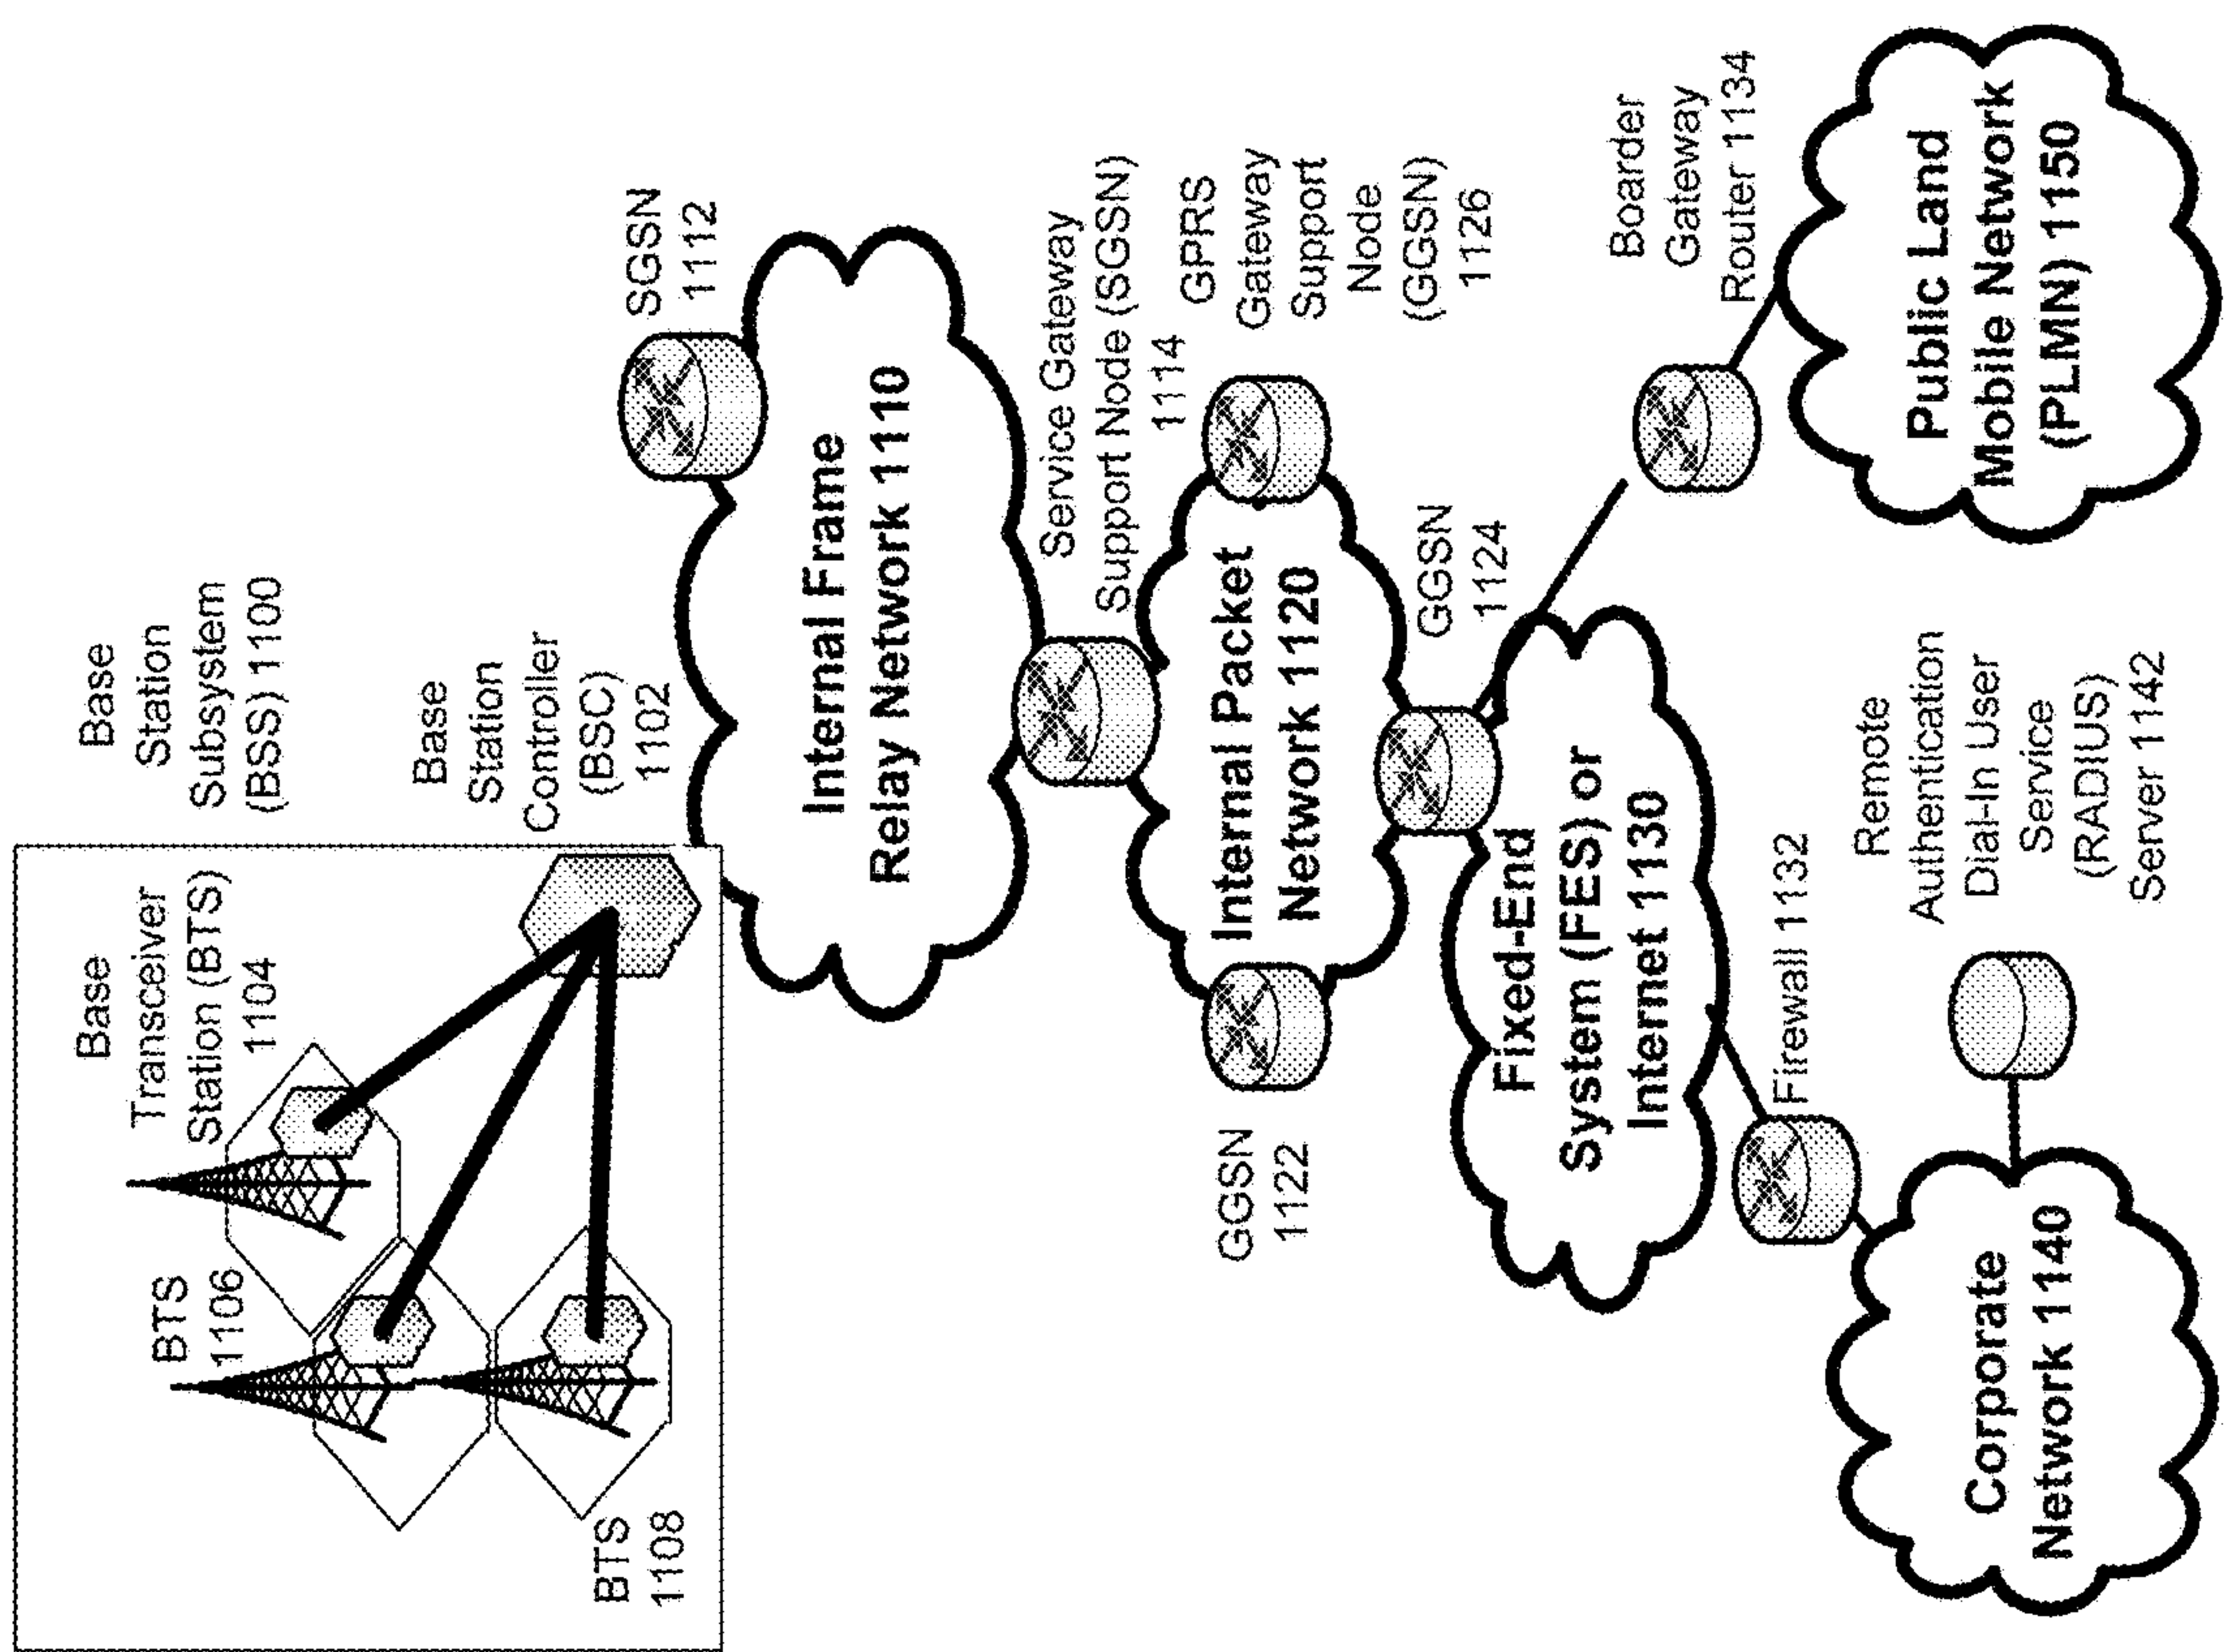 Base
Station
Subsystem
(BSS) 1100
Base
Transceiver
Station (BTS)
1104
BTS
1106
BTS
1108
Base
Station
Controller
(BSC)
1102
SGSN
1112
Internal Frame
Relay Network 1110
Service Gateway
Support Node (SGSN)
1114
GPRS
Gateway
Support
Node
(GGSN)
1126
Internal Packet
Network 1120
GGSN
1122
GGSN
1124
Fixed-End
System (FES) or
Internet 1130
Boarder
Gateway
Router 1134
Firewall 1132
Remote
Authentication
Dial-In User
Service
(RADIUS)
Server 1142
Corporate
Network 1140
Public Land
Mobile Network
(PLMN) 1150